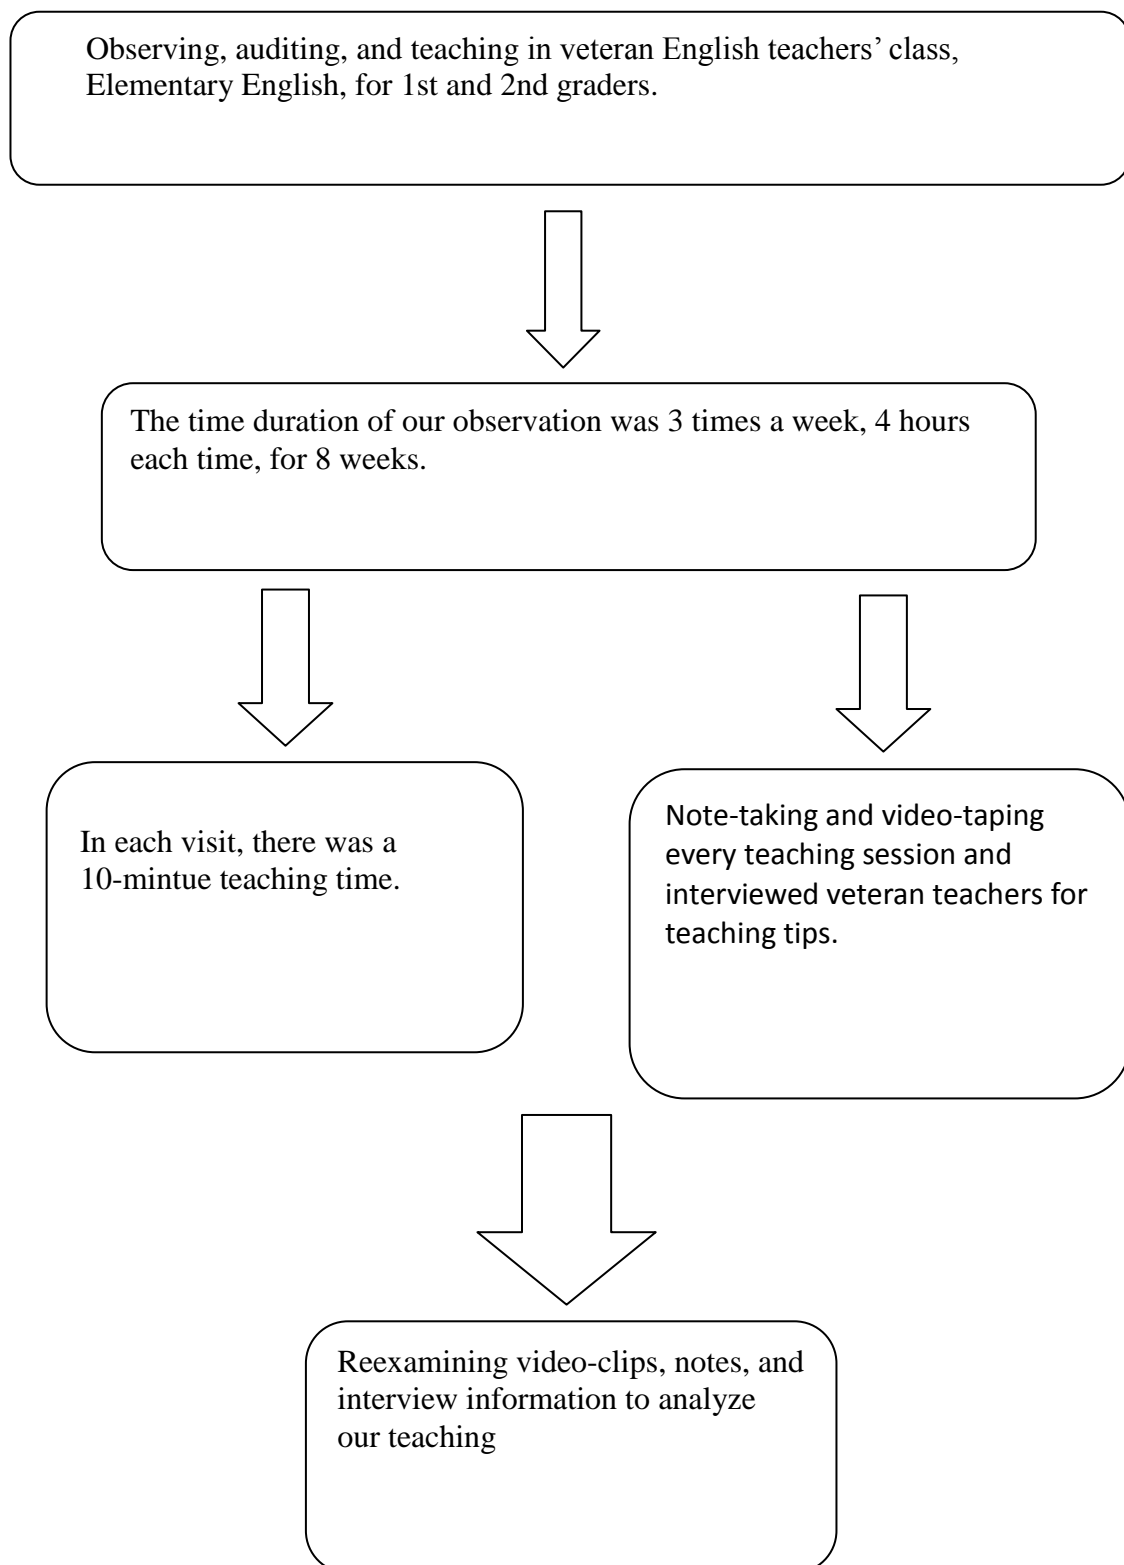 Observing, auditing, and teaching in veteran English teachers’ class,
Elementary English, for 1st and 2nd graders.
The time duration of our observation was 3 times a week, 4 hours
each time, for 8 weeks.
In each visit, there was a
10-mintue teaching time.
Note-taking and video-taping
every teaching session and
interviewed veteran teachers for
teaching tips.
Reexamining video-clips, notes, and
interview information to analyze
our teaching